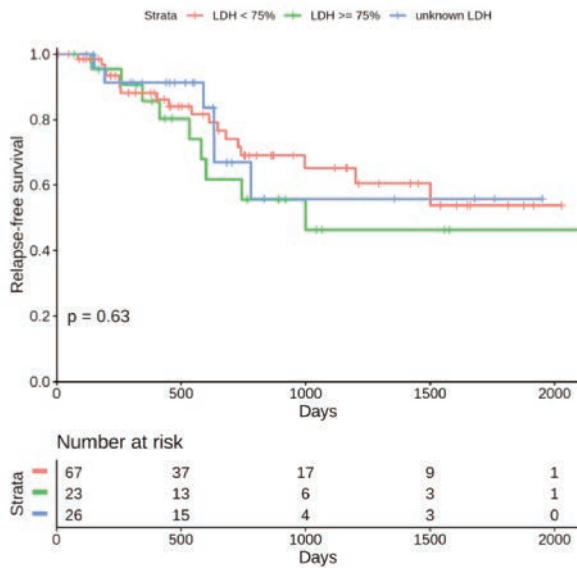 Strata LDH < 75% LDH >= 75% unknown LDH
1.0
0.8
0.6
0.4
0.2
0.0
Relapse-free survival
p = 0.63
0 500 1000 1500 2000
Days
Number at risk
Strata
67 37 17 9 1
23 13 6 3 1
26 15 4 3 0
0 500 1000 1500 2000
Days